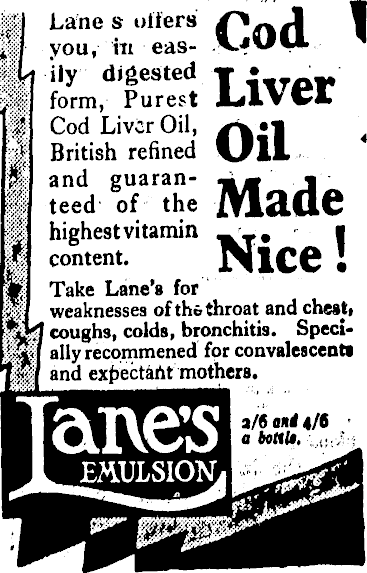 Lane's offers
you, in eas-
ily digested
form, Purest
Cod Liver Oil,
British refined
and guaran-
teed of the
highest vitamin
content.
Cod
Liver
Oil
Made
Nice!
Take Lane's for
weaknesses of the throat and chest,
coughs, colds, bronchitis. Speci-
ally recommened for convalescents
and expectant mothers.
Lane's
EMULSION
2/6 and 4/6
a bottle.